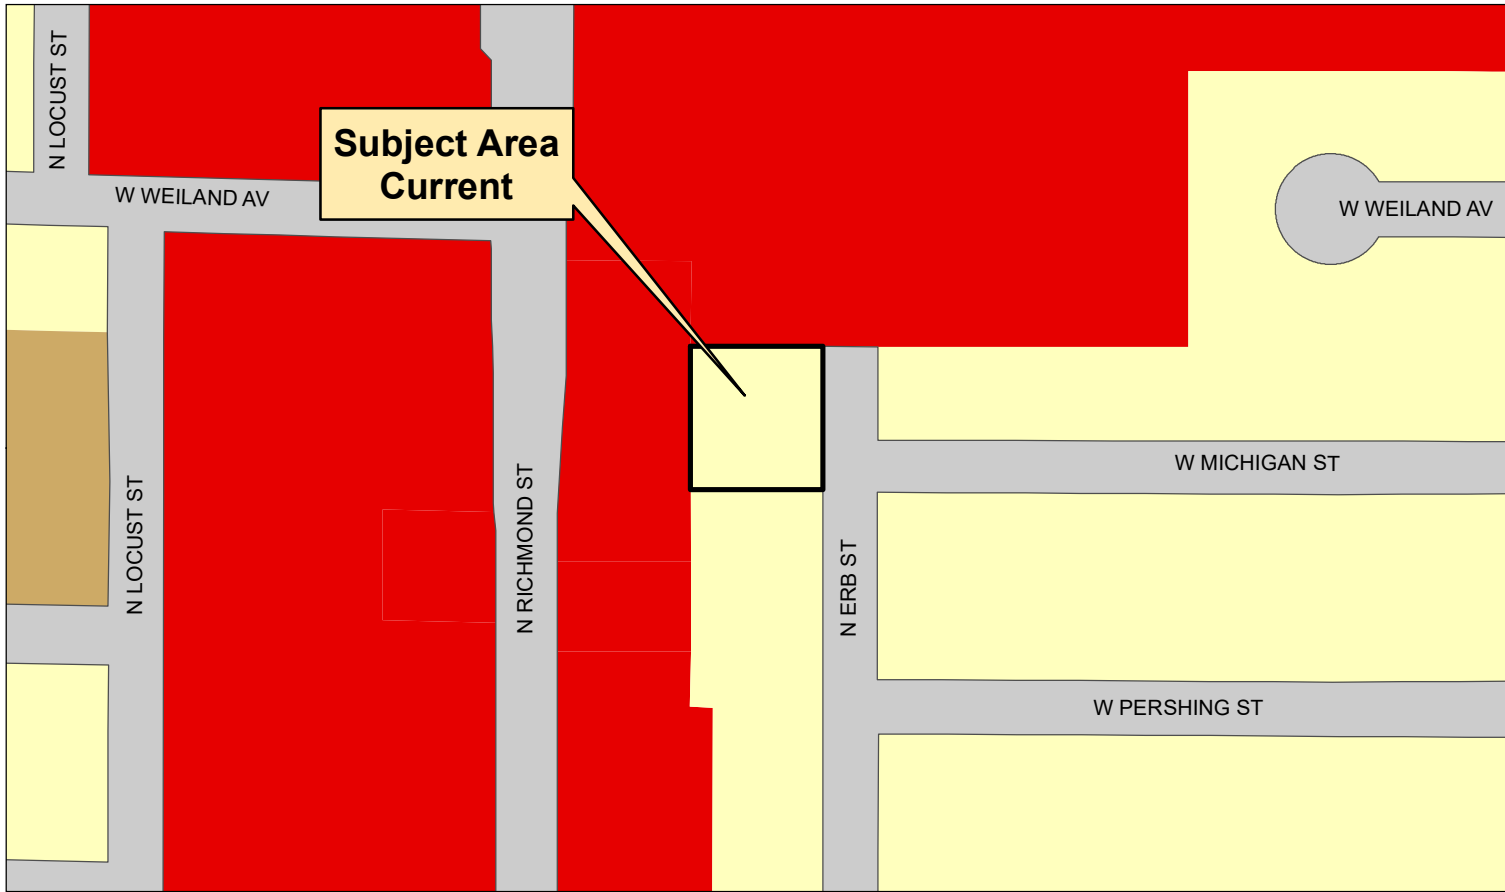 N LOCUST ST
Subject Area
Current
W WEILAND AV
W WEILAND AV
W MICHIGAN ST
N LOCUST ST
N RICHMOND ST
N ERB ST
W PERSHING ST